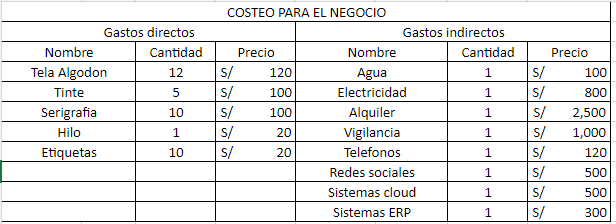 COSTEO PARA EL NEGOCIO
Gastos directos Gastos indirectos
Nombre Cantidad Precio Nombre Cantidad Precio
Tela Algodon 12 S/ 120 Agua 1 S/ 100
Tinte 5 S/ 100 Electricidad 1 S/ 800
Serigrafia 10 S/ 100 Alquiler 1 S/ 2,500
Hilo 1 S/ 20 Vigilancia 1 S/ 1,000
Etiquetas 10 S/ 20 Telefonos 1 S/ 120
Redes sociales 1 S/ 500
Sistemas cloud 1 S/ 500
Sistemas ERP 1 S/ 300